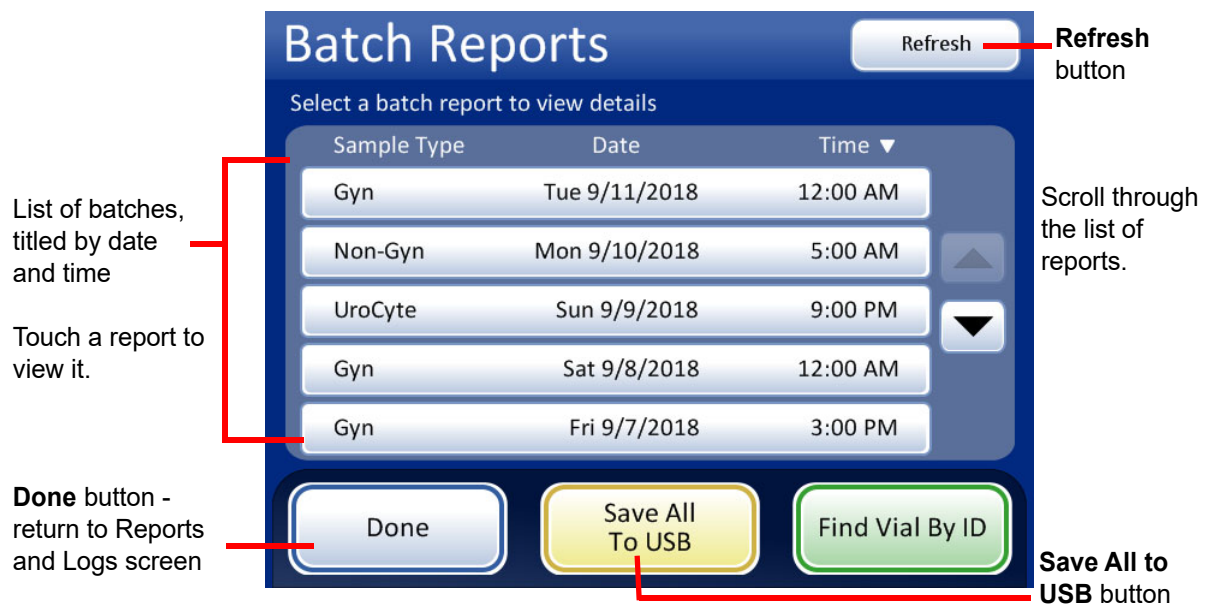 Batch Reports
Refresh
Refresh
button
Select a batch report to view details
Sample Type Date Time ▼
Gyn Tue 9/11/2018 12:00 AM
Non-Gyn Mon 9/10/2018 5:00 AM
UroCyte Sun 9/9/2018 9:00 PM
Gyn Sat 9/8/2018 12:00 AM
Gyn Fri 9/7/2018 3:00 PM
List of batches,
titled by date
and time
Touch a report to
view it.
Scroll through
the list of
reports.
Done button -
return to Reports
and Logs screen
Done
Save All
To USB
Find Vial By ID
Save All to
USB button